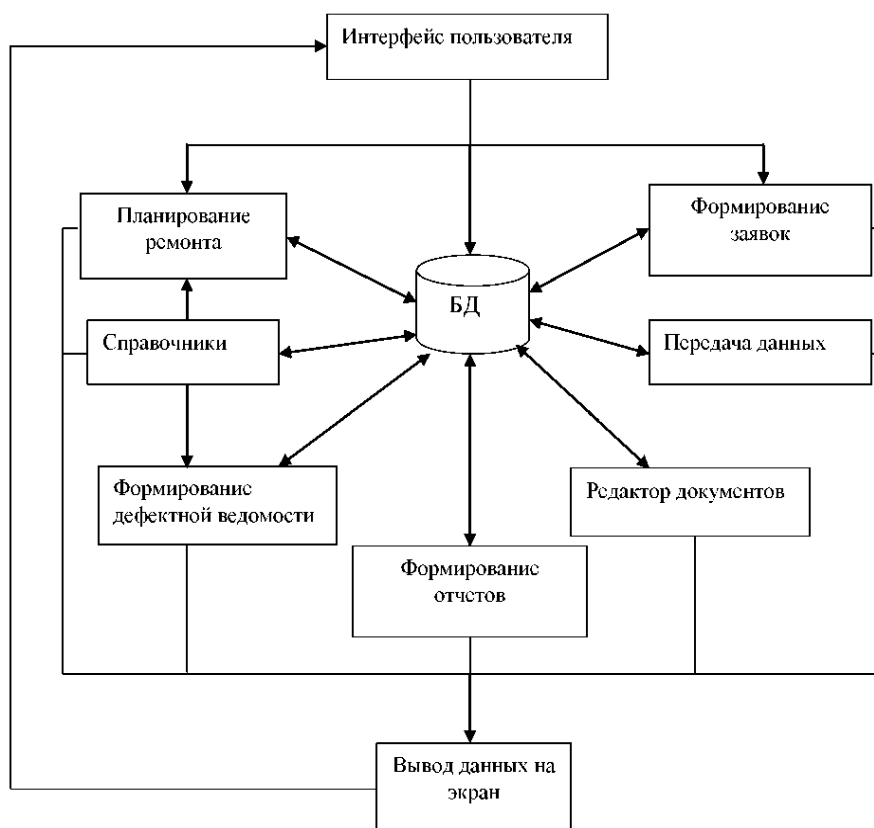 Интерфейс пользователя
Планирование
ремонта
Формирование
заявок
БД
Справочники
Передача данных
Формирование
дефектной ведомости
Редактор документов
Формирование
отчетов
Вывод данных на
экран